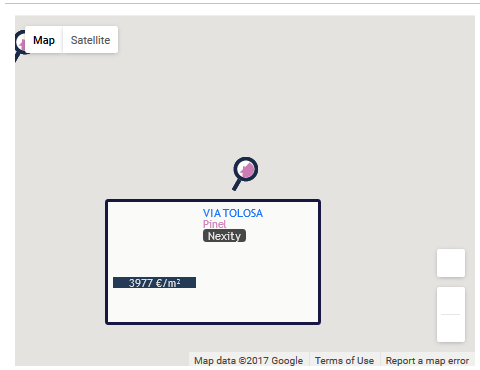 Map Satellite
VIA TOLOSA
Pinel
Nexity
3977 €/m²
Map data ©2017 Google Terms of Use Report a map error